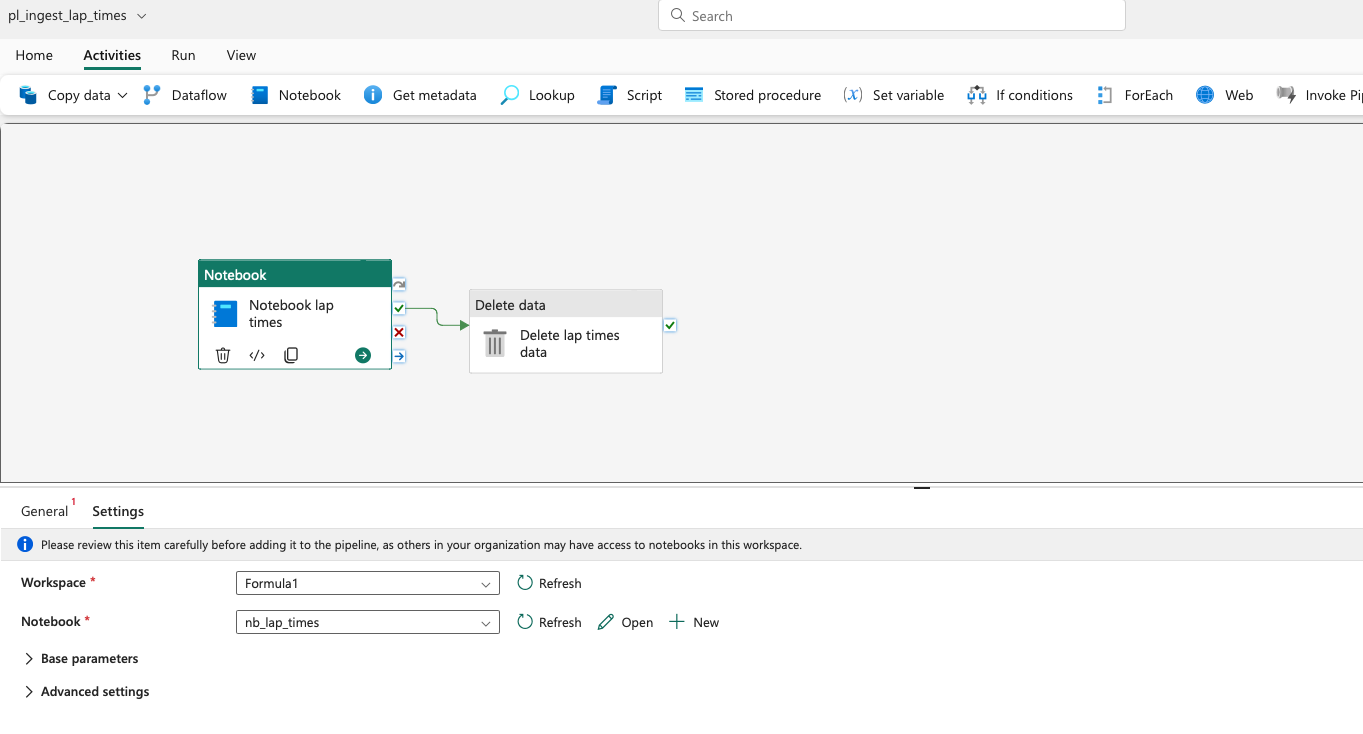 pl_ingest_lap_times
Search
Home Activities Run View
Copy data Dataflow Notebook Get metadata Lookup Script Stored procedure Set variable If conditions ForEach Web Invoke Pi
Notebook
Notebook lap
times
Delete data
Delete lap times
data
General 1 Settings
Please review this item carefully before adding it to the pipeline, as others in your organization may have access to notebooks in this workspace.
Workspace * Formula1 Refresh
Notebook * nb_lap_times Refresh Open New
Base parameters
Advanced settings